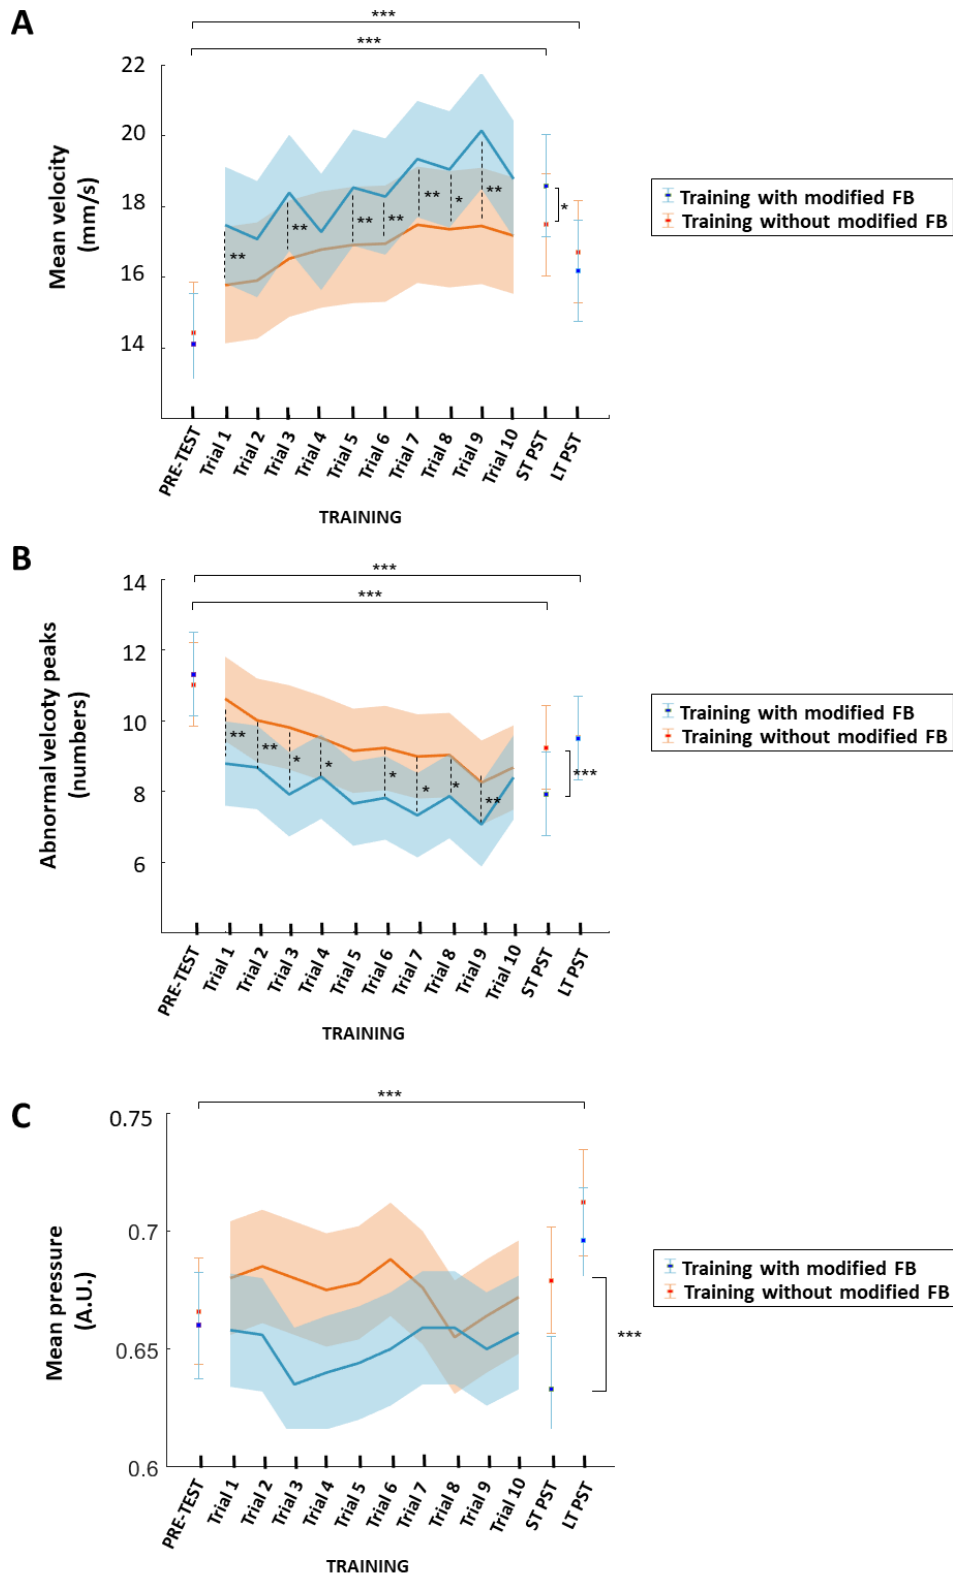 A
***
***
22
20
18
16
14
Mean velocity
(mm/s)
**
**
**
**
**
*
**
*
Training with modified FB
Training without modified FB
PRE-TEST
Trial 1
Trial 2
Trial 3
Trial 4
Trial 5
Trial 6
Trial 7
Trial 8
Trial 9
Trial 10
ST PST
LT PST
TRAINING
B
***
***
14
12
10
8
6
Abnormal velcoty peaks
(numbers)
**
**
*
*
*
*
*
**
***
Training with modified FB
Training without modified FB
PRE-TEST
Trial 1
Trial 2
Trial 3
Trial 4
Trial 5
Trial 6
Trial 7
Trial 8
Trial 9
Trial 10
ST PST
LT PST
TRAINING
C
***
0.75
0.7
0.65
0.6
Mean pressure
(A.U.)
***
Training with modified FB
Training without modified FB
PRE-TEST
Trial 1
Trial 2
Trial 3
Trial 4
Trial 5
Trial 6
Trial 7
Trial 8
Trial 9
Trial 10
ST PST
LT PST
TRAINING